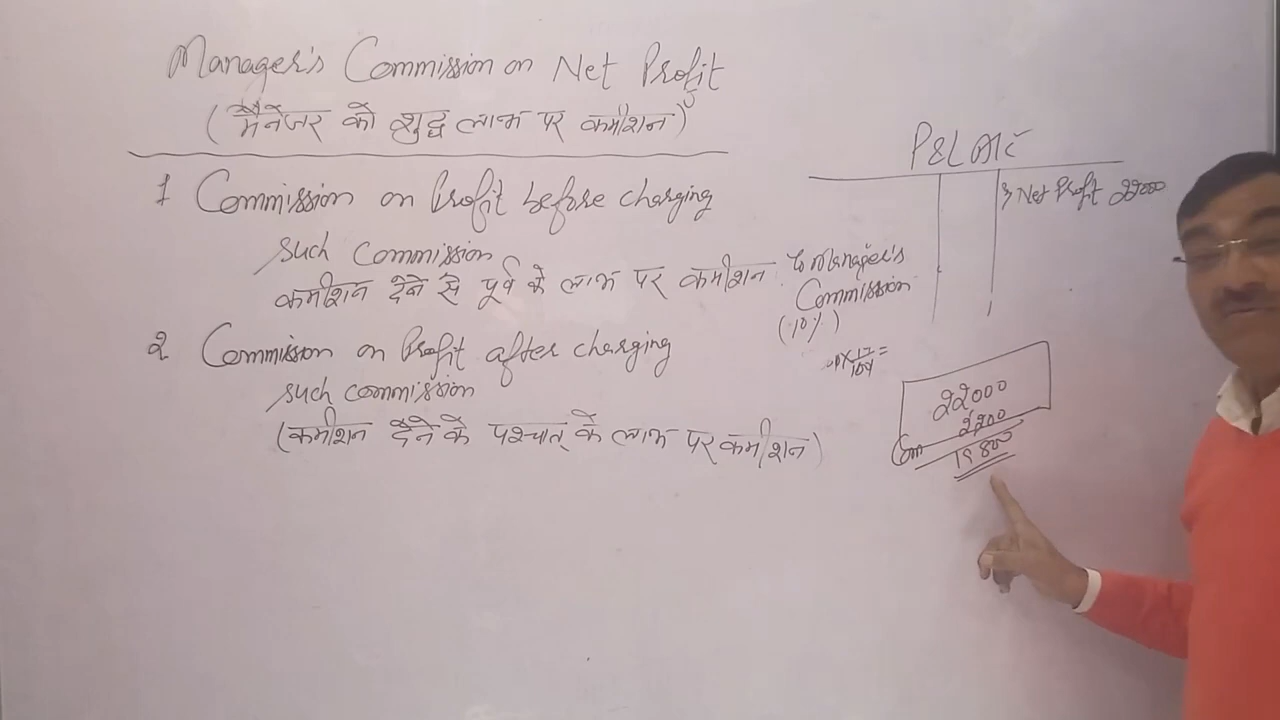 Manager's Commission on Net Profit
(मैनेजर को शुद्ध लाभ पर कमीशन)
1 Commission on Profit before charging
such Commission
कमीशन देने से पूर्व के लाभ पर कमीशन
2 Commission on Profit after charging
such commission
(कमीशन देने के पश्चात् के लाभ पर कमीशन)
P&L A/c
Net Profit 22000
To Manager's
Commission
(10%)
22000
2200
19800